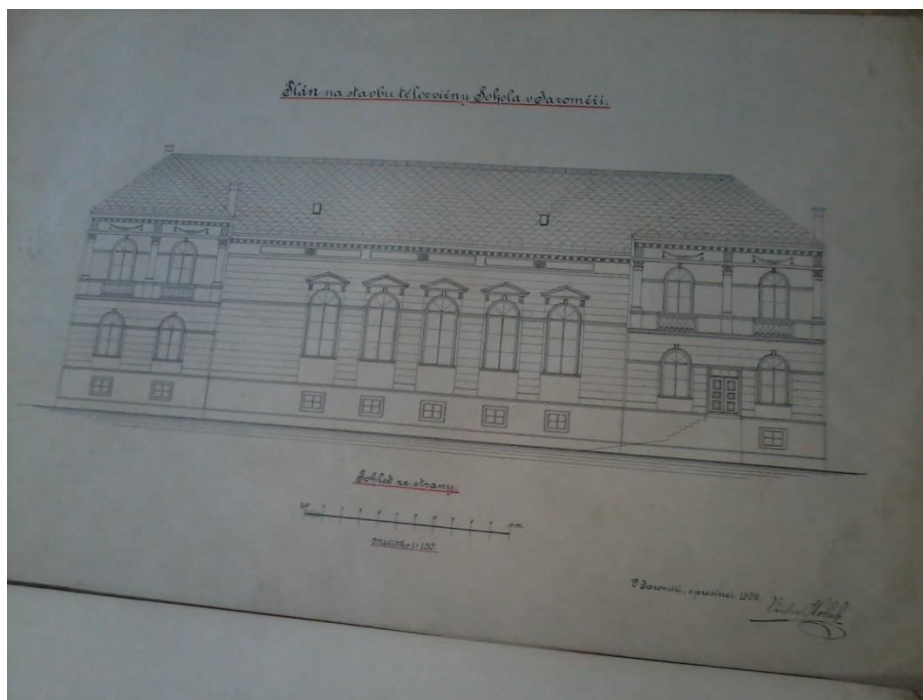 Plán na stavbu tělocvičny Sokola v Jaroměři.
Pohled ze strany.
Měřítko 1:100.
V Jaroměři, v prosinci